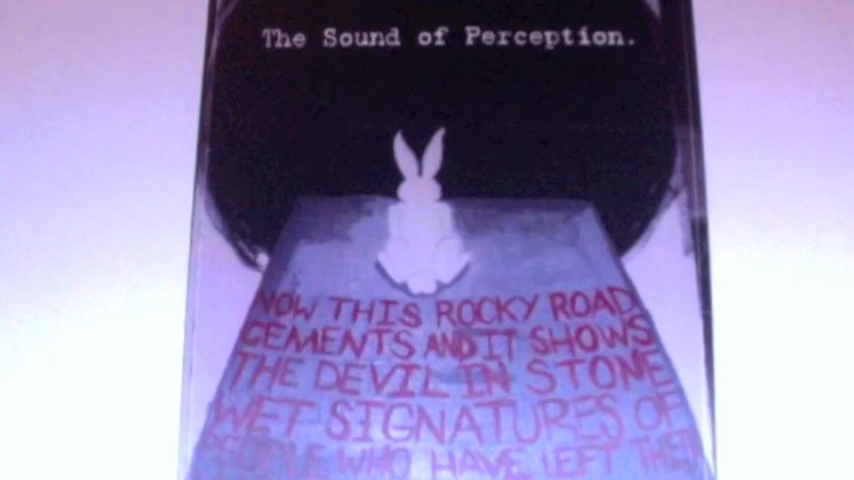 The Sound of Perception.
NOW THIS ROCKY ROAD
CEMENTS AND IT SHOWS
THE DEVIL IN STONE
WET SIGNATURES OF
PEOPLE WHO HAVE LEFT